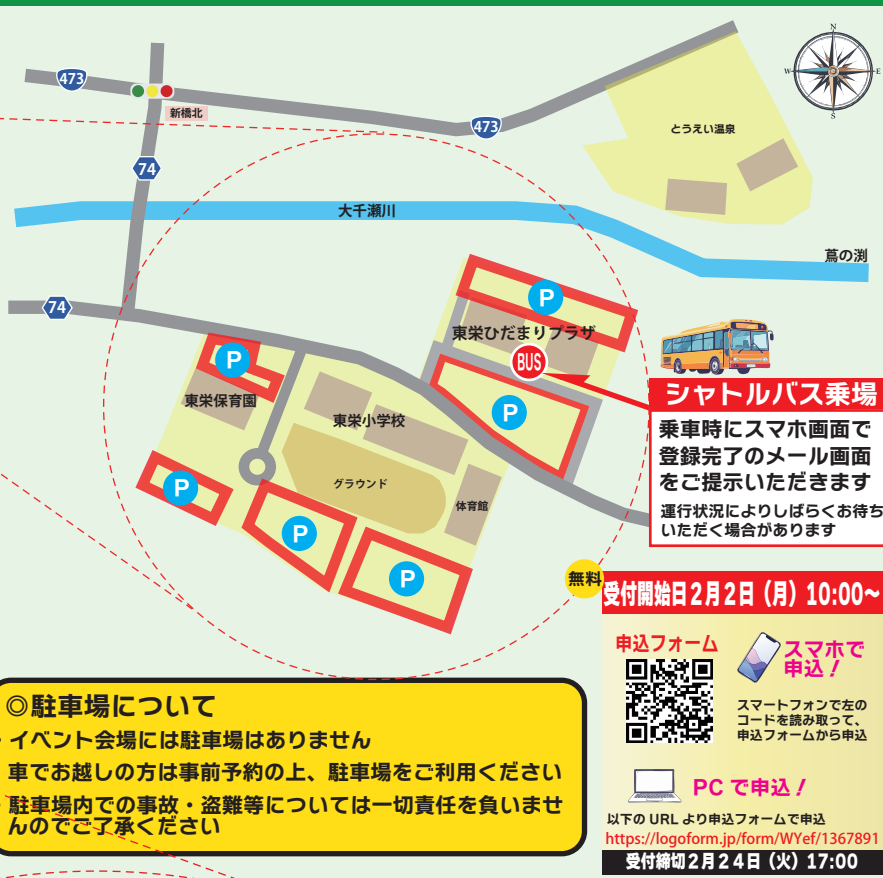 N
W
E
S
473
新橋北
473
とうえい温泉
74
大千瀬川
蔦の渕
74
P
東栄ひだまりプラザ
BUS
P
P
東栄保育園
東栄小学校
グラウンド
体育館
P
P
P
シャトルバス乗場
乗車時にスマホ画面で
登録完了のメール画面
をご提示いただきます
運行状況によりしばらくお待ち
いただく場合があります
無料
受付開始日2月2日（月）10:00～
申込フォーム
スマホで
申込！
スマートフォンで左の
コードを読み取って、
申込フォームから申込
PCで申込！
以下の URL より申込フォームで申込
https://logoform.jp/form/WYef/1367891
受付締切2月24日（火）17:00
◎駐車場について
・イベント会場には駐車場はありません
車でお越しの方は事前予約の上、駐車場をご利用ください
・駐車場内での事故・盗難等については一切責任を負いませ
んのでご了承ください